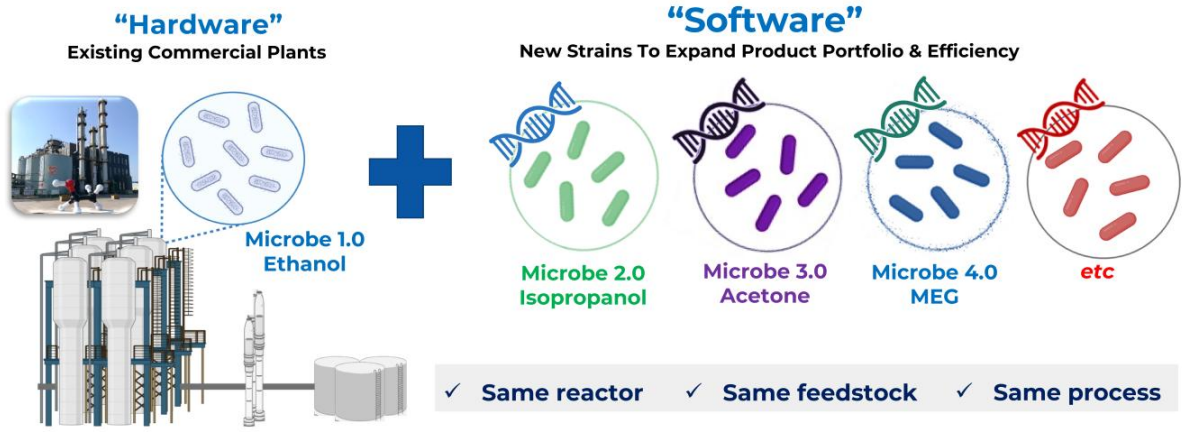 “Hardware”
Existing Commercial Plants
Microbe 1.0
Ethanol
“Software”
New Strains To Expand Product Portfolio & Efficiency
Microbe 2.0
Isopropanol
Microbe 3.0
Acetone
Microbe 4.0
MEG
etc
✓ Same reactor
✓ Same feedstock
✓ Same process